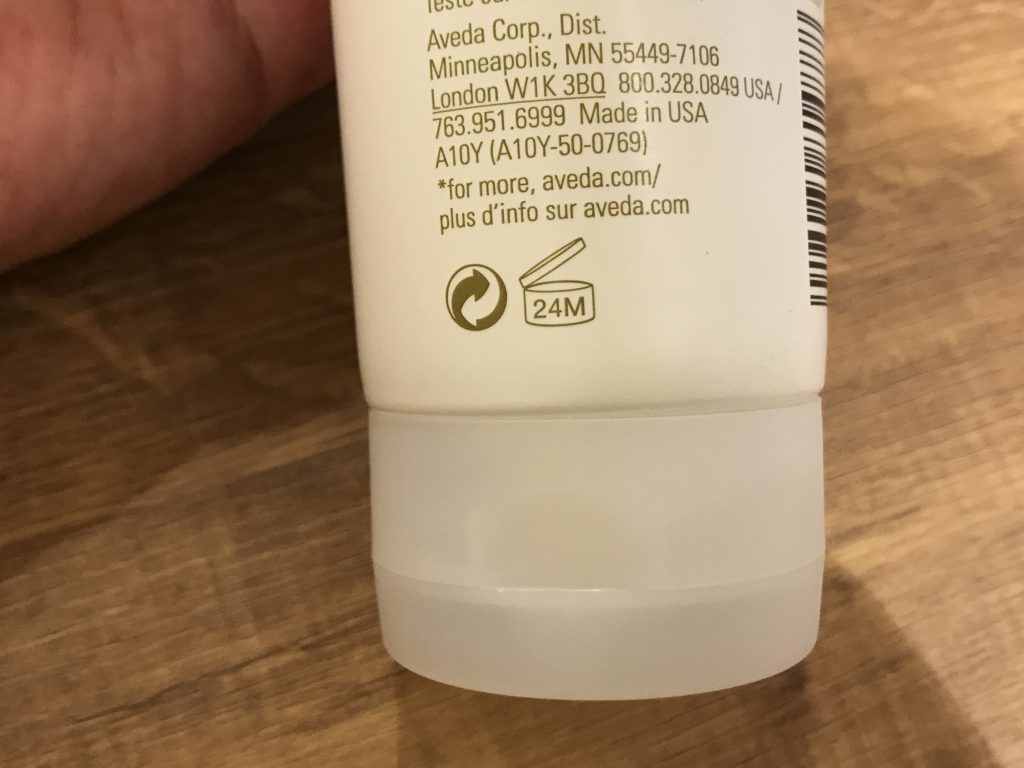 Aveda Corp., Dist.
Minneapolis, MN 55449-7106
London W1K 3BQ 800.328.0849 USA/
763.951.6999 Made in USA
A10Y (A10Y-50-0769)
*for more, aveda.com/
plus d'info sur aveda.com
24M